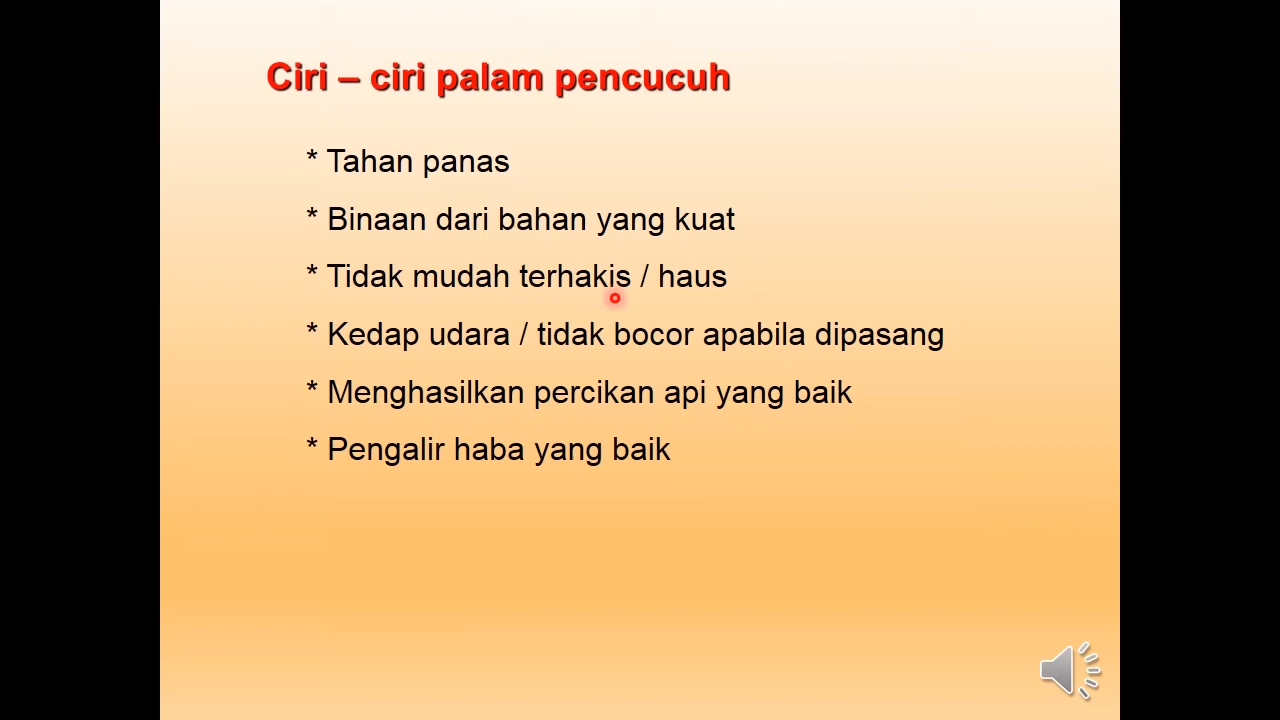 Ciri – ciri palam pencucuh
* Tahan panas
* Binaan dari bahan yang kuat
* Tidak mudah terhakis / haus
* Kedap udara / tidak bocor apabila dipasang
* Menghasilkan percikan api yang baik
* Pengalir haba yang baik